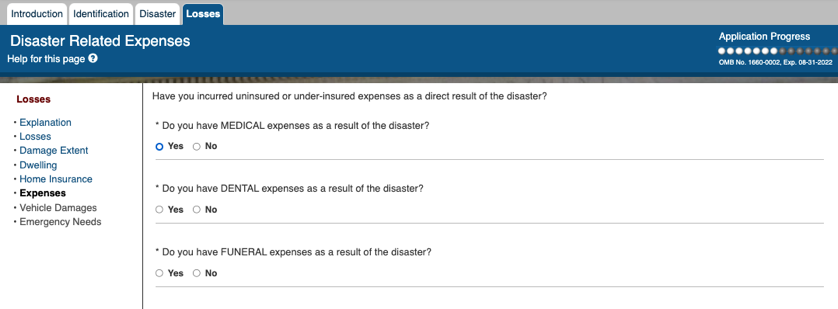 Introduction Identification Disaster Losses
Disaster Related Expenses
Application Progress
Help for this page ?
OMB No. 1660-0002, Exp. 08-31-2022
Losses
Have you incurred uninsured or under-insured expenses as a direct result of the disaster?
• Explanation
• Losses
• Damage Extent
• Dwelling
• Home Insurance
• Expenses
• Vehicle Damages
• Emergency Needs
* Do you have MEDICAL expenses as a result of the disaster?
Yes No
* Do you have DENTAL expenses as a result of the disaster?
Yes No
* Do you have FUNERAL expenses as a result of the disaster?
Yes No